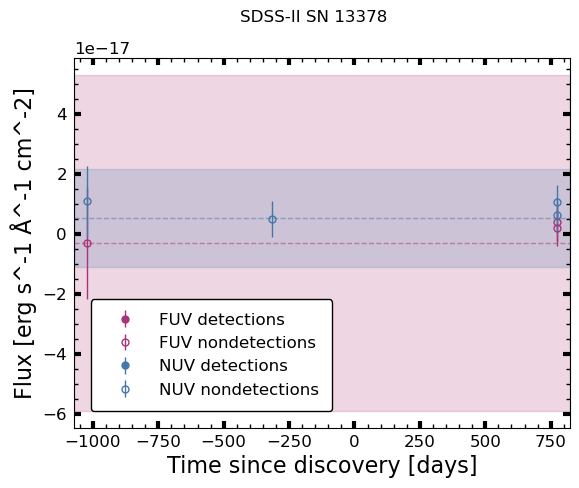 SDSS-II SN 13378
1e−17
Flux [erg s^-1 Å^-1 cm^-2]
4
2
0
−2
−4
−6
FUV detections
FUV nondetections
NUV detections
NUV nondetections
−1000 −750 −500 −250 0 250 500 750
Time since discovery [days]